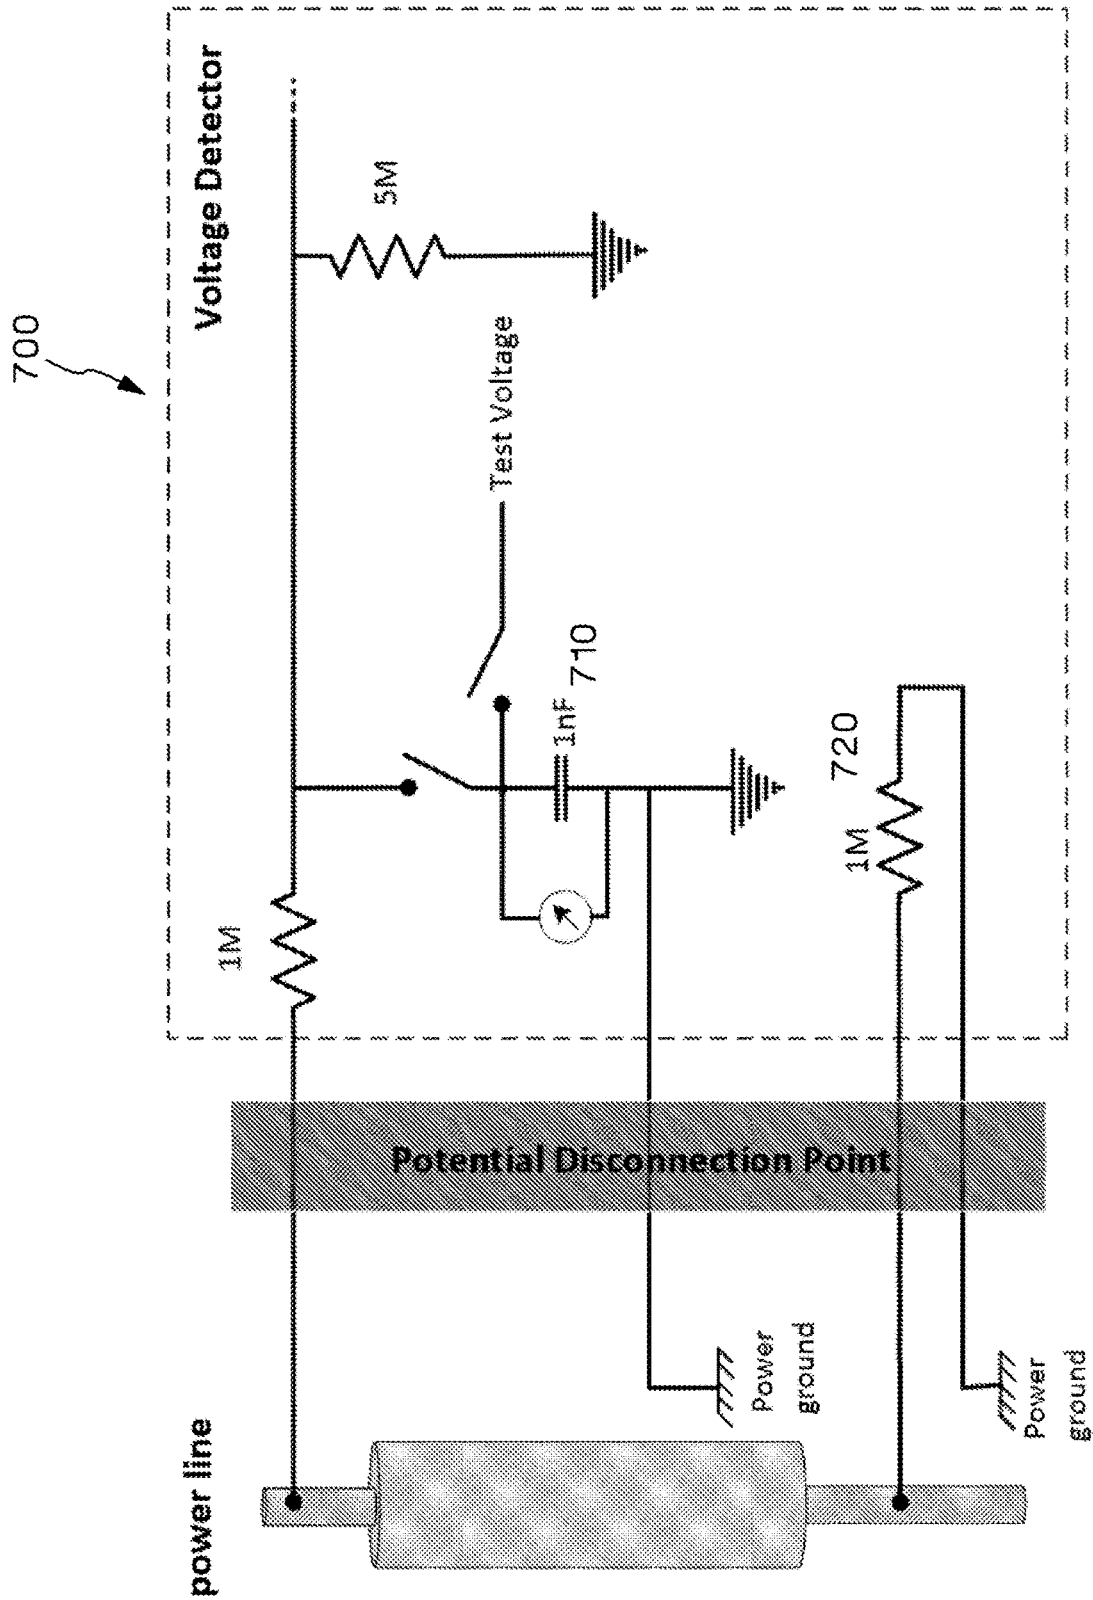 700
Voltage Detector
5M
Test Voltage
1M
1nF
710
720
1M
Potential Disconnection Point
Power
ground
Power
ground
power line